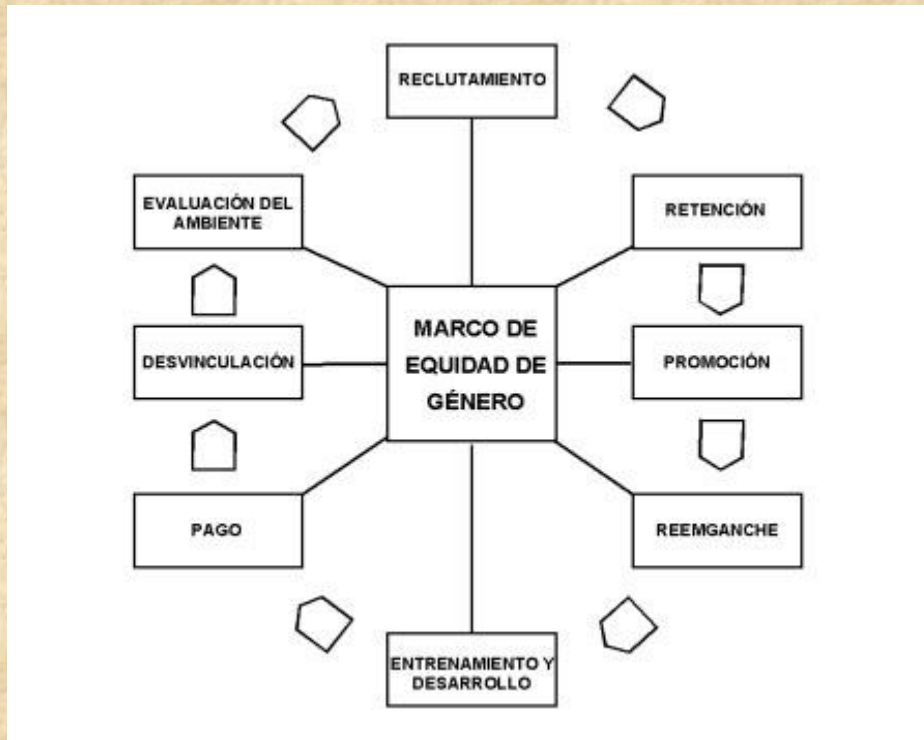 RECLUTAMIENTO
EVALUACIÓN DEL
AMBIENTE
RETENCIÓN
MARCO DE
EQUIDAD DE
GÉNERO
DESVINCULACIÓN
PROMOCIÓN
PAGO
REEMGANCHE
ENTRENAMIENTO Y
DESARROLLO